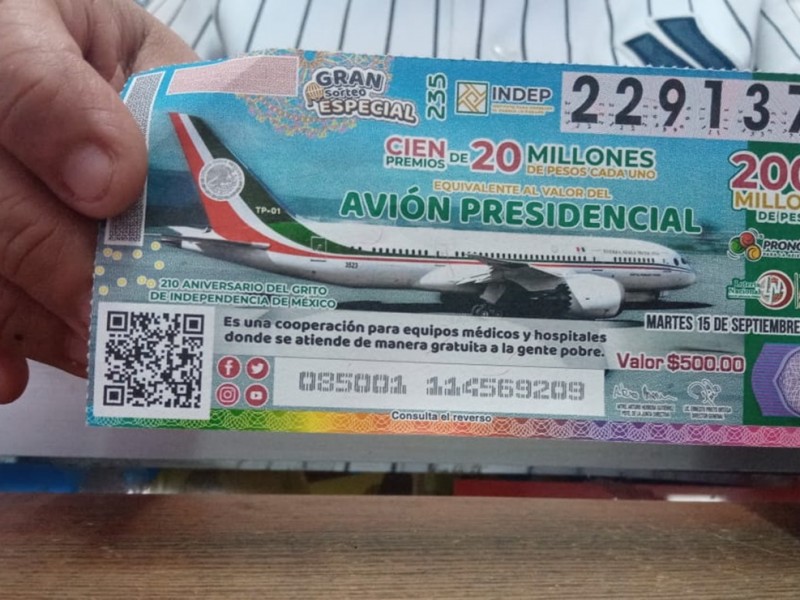 GRAN
Sorteo
ESPECIAL
235
INDEP
229137
CIEN PREMIOS DE 20 MILLONES DE PESOS CADA UNO
EQUIVALENTE AL VALOR DEL
AVIÓN PRESIDENCIAL
200
MILLO
DE PES
PRONO
TP-01
3523
210 ANIVERSARIO DEL GRITO
DE INDEPENDENCIA DE MÉXICO
MARTES 15 DE SEPTIEMBRE
Es una cooperación para equipos médicos y hospitales
donde se atiende de manera gratuita a la gente pobre.
Valor $500.00
085001 114569209
Consulta el reverso